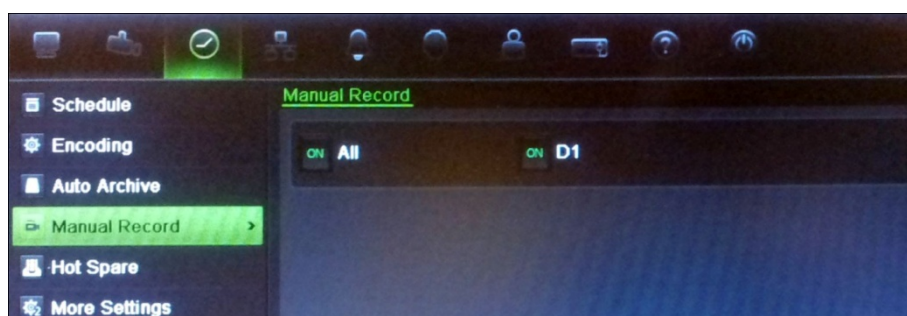 Schedule
Encoding
Auto Archive
Manual Record
Hot Spare
More Settings
Manual Record
ON All
ON D1